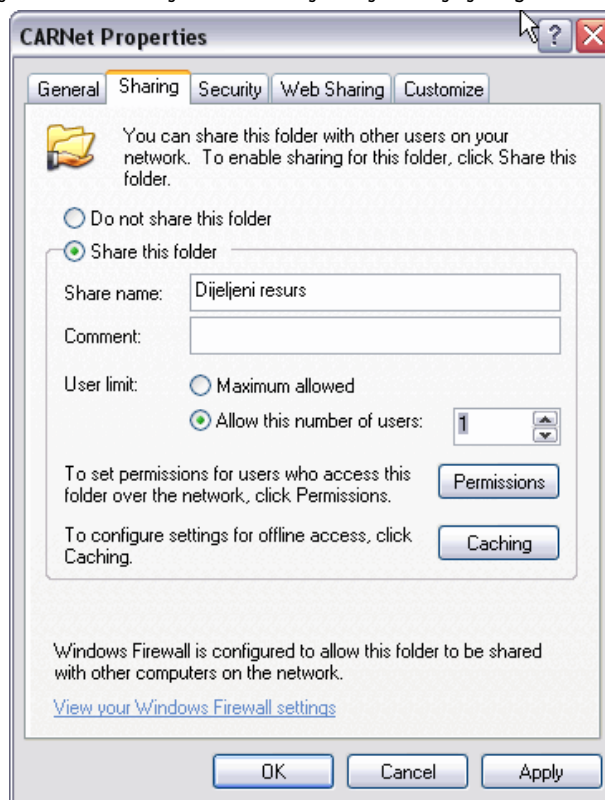 CARNet Properties
General Sharing Security Web Sharing Customize
You can share this folder with other users on your
network. To enable sharing for this folder, click Share this
folder.
Do not share this folder
Share this folder
Share name: Dijeljeni resurs
Comment:
User limit: Maximum allowed
Allow this number of users: 1
To set permissions for users who access this
folder over the network, click Permissions.
Permissions
To configure settings for offline access, click
Caching.
Caching
Windows Firewall is configured to allow this folder to be shared
with other computers on the network.
View your Windows Firewall settings
OK Cancel Apply